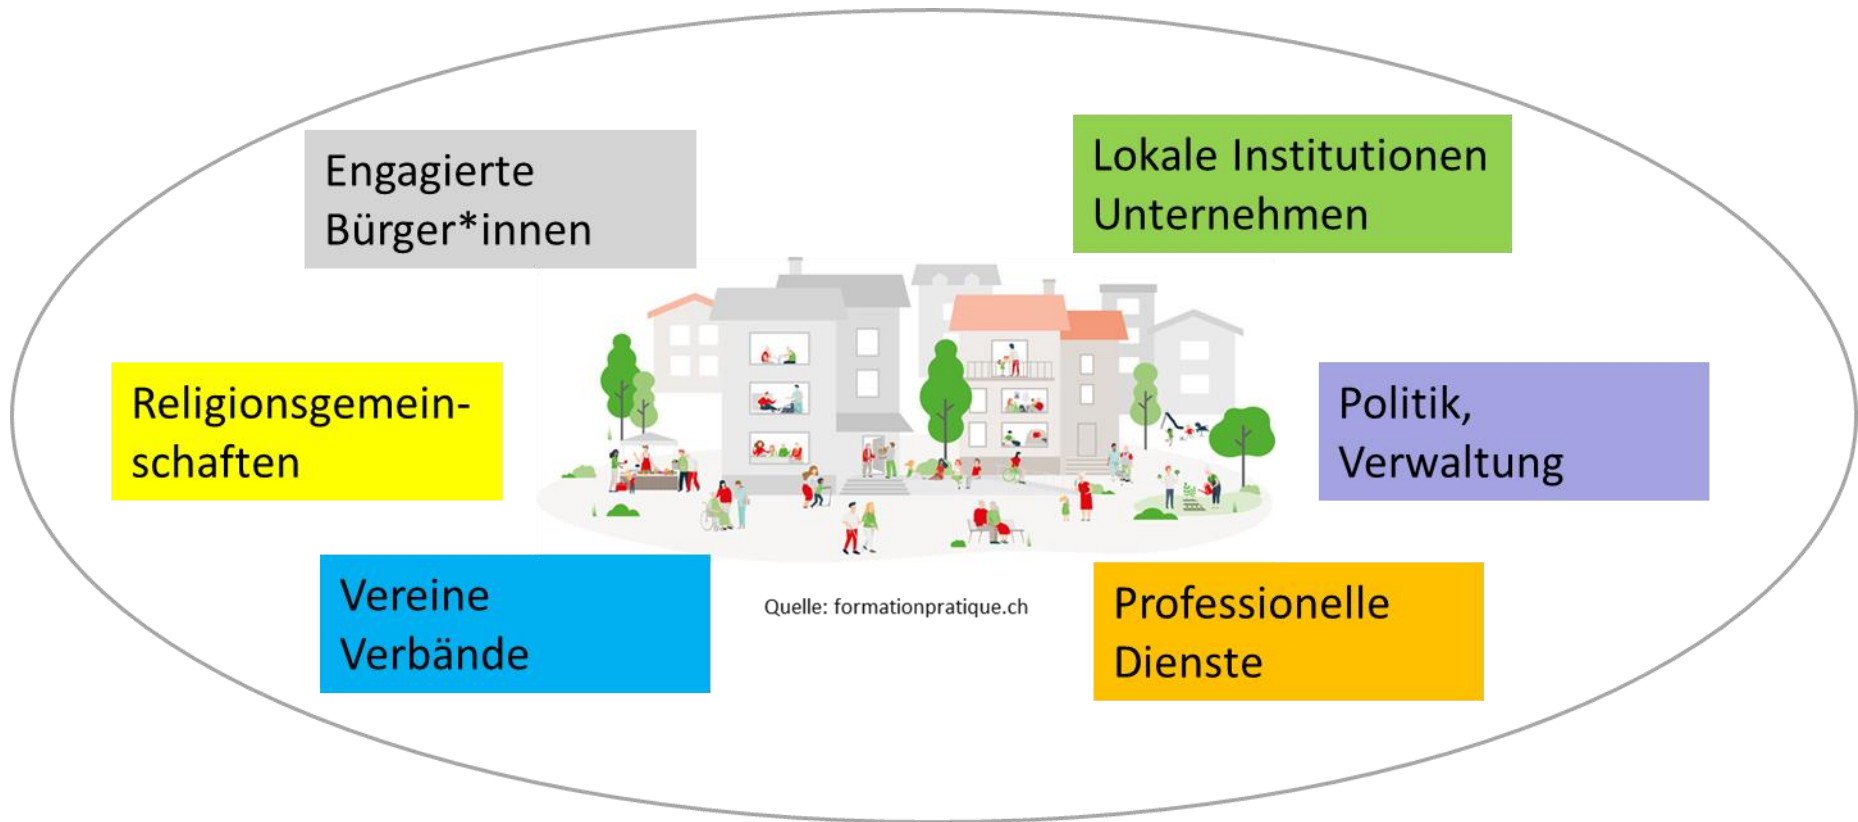 Engagierte
Bürger*innen
Lokale Institutionen
Unternehmen
Religionsgemein-
schaften
Politik,
Verwaltung
Vereine
Verbände
Quelle: formationpratique.ch
Professionelle
Dienste